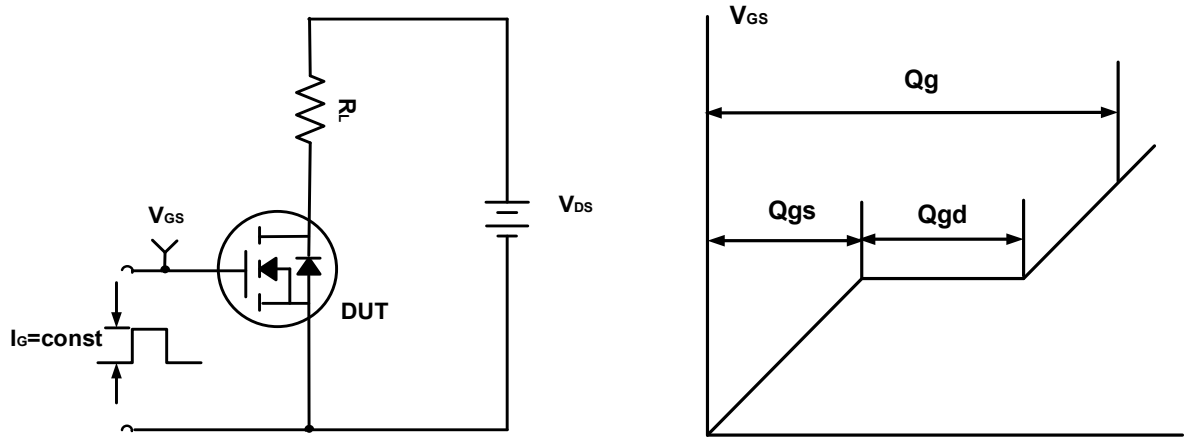 RL
VDS
VGS
DUT
IG=const
VGS
Qg
Qgs
Qgd